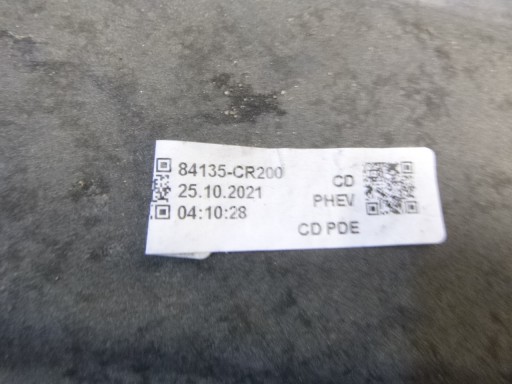 84135-CR200
25.10.2021
04:10:28
CD
PHEV
CD PDE